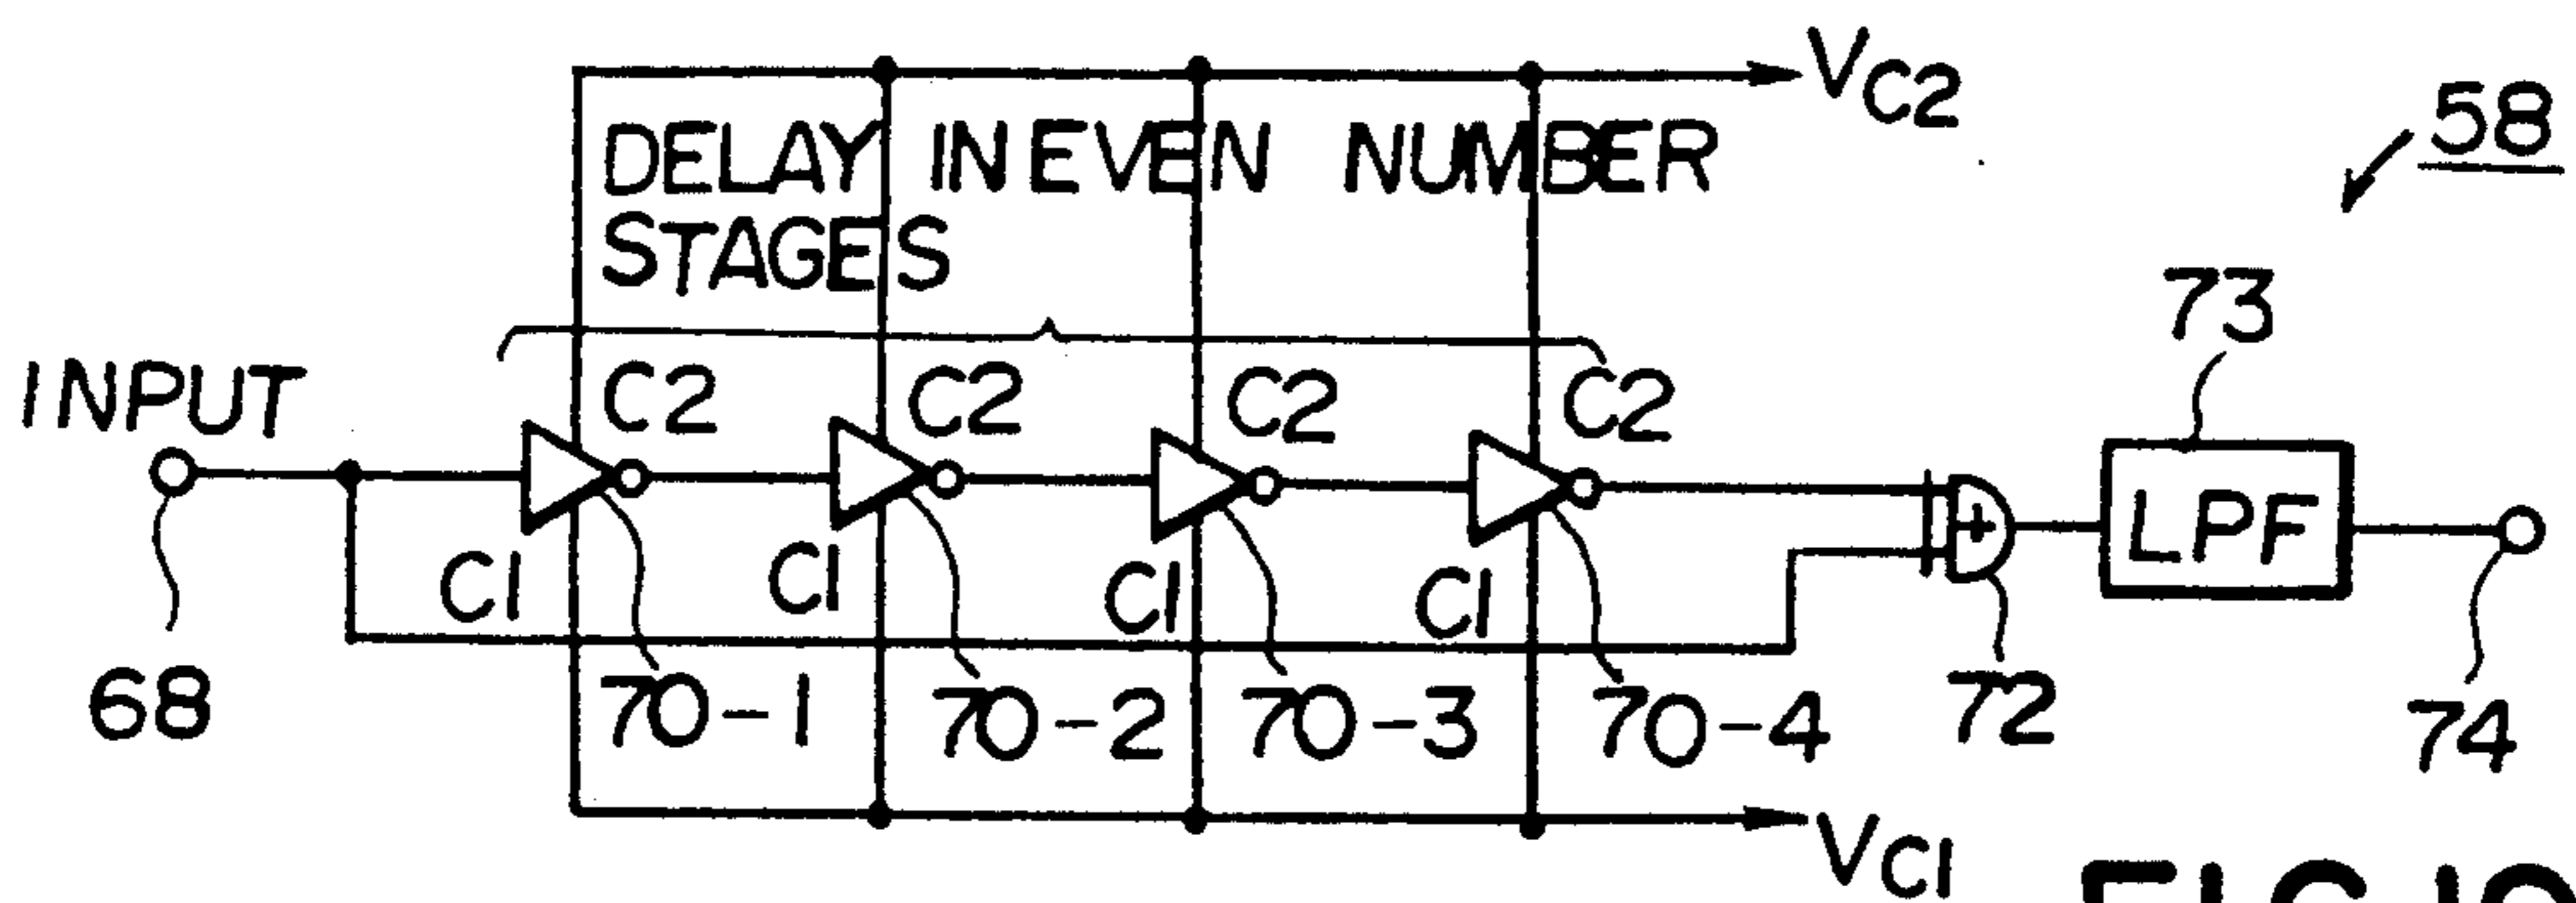 VC2
58
DELAY IN EVEN NUMBER
STAGES
73
INPUT
C2 C2 C2 C2
LPF
C1 C1 C1 C1
68
70-1 70-2 70-3 70-4
72
74
VC1